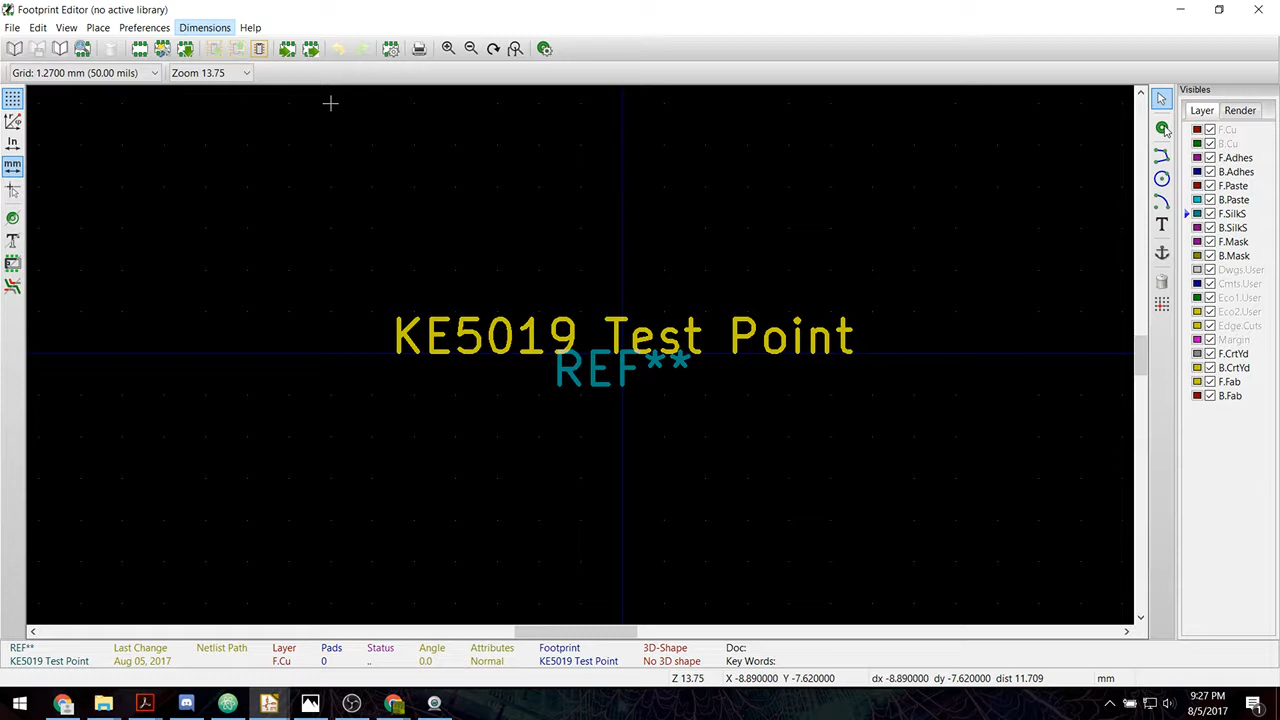 Footprint Editor (no active library)
File Edit View Place Preferences Dimensions Help
Grid: 1.2700 mm (50.00 mils) Zoom 13.75
Visibles
Layer Render
In
mm
F.Cu
B.Cu
F.Adhes
B.Adhes
F.Paste
B.Paste
F.SilkS
B.SilkS
F.Mask
B.Mask
Dwgs.User
Cmts.User
Eco1.User
Eco2.User
Edge.Cuts
Margin
F.CrtYd
B.CrtYd
F.Fab
B.Fab
KE5019 Test Point
REF**
REF** Last Change Netlist Path Layer Pads Status Attributes Angle Footprint 3D-Shape Doc:
KE5019 Test Point Aug 05, 2017 F.Cu 0 .. 0.0 Normal KE5019 Test Point No 3D shape Key Words:
Z 13.75 X -8.890000 Y -7.620000 dx -8.890000 dy -7.620000 dist 11.709 mm
9:27 PM
8/5/2017